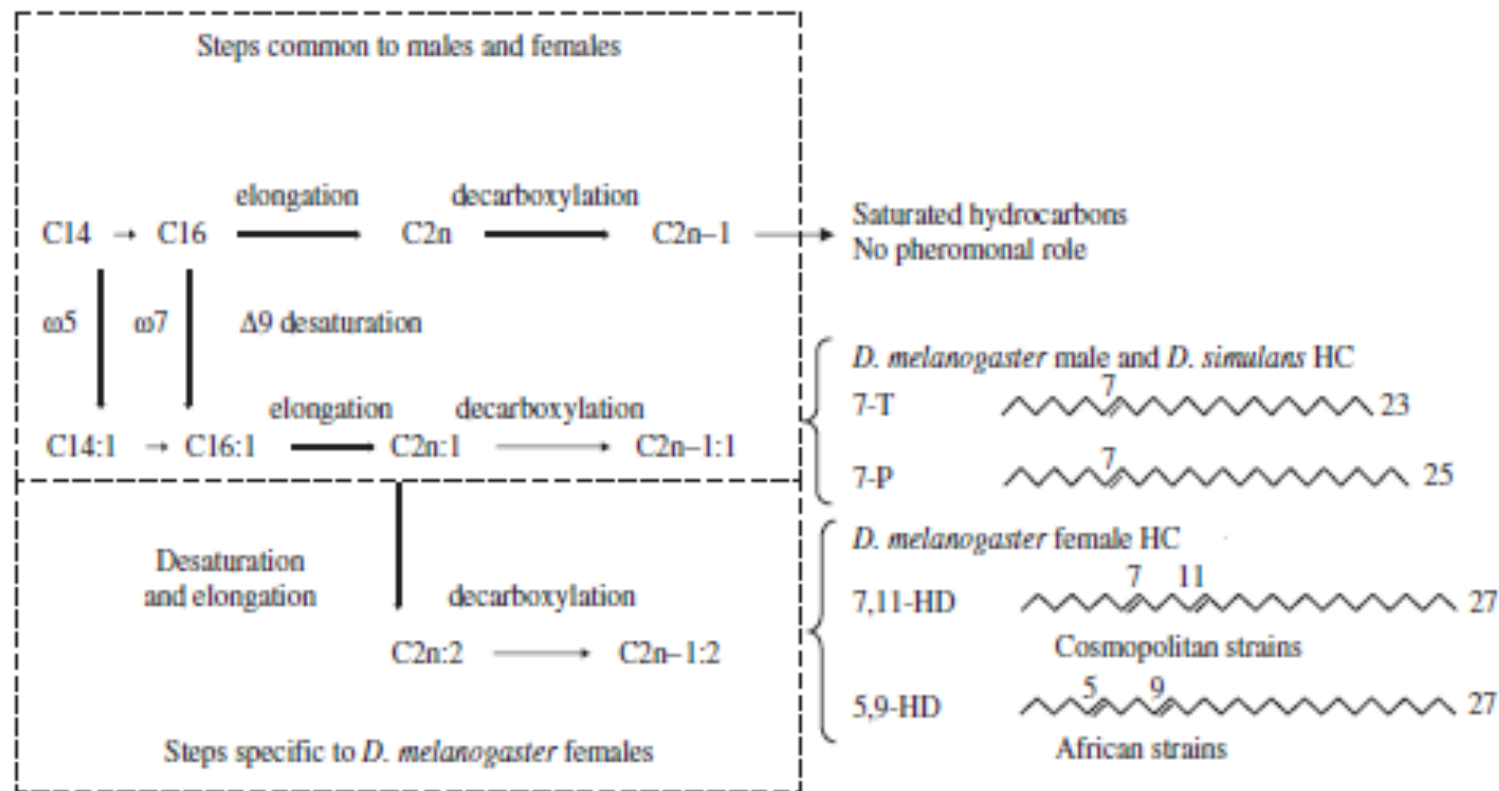 Steps common to males and females
elongation decarboxylation
C14 → C16 C2n C2n–1
Saturated hydrocarbons
No pheromonal role
ω5 ω7 Δ9 desaturation
elongation decarboxylation
C14:1 → C16:1 C2n:1 C2n–1:1
D. melanogaster male and D. simulans HC
7
7-T 23
7
7-P 25
Desaturation
and elongation decarboxylation
C2n:2 C2n–1:2
Steps specific to D. melanogaster females
D. melanogaster female HC
7 11
7,11-HD 27
Cosmopolitan strains
5 9
5,9-HD 27
African strains